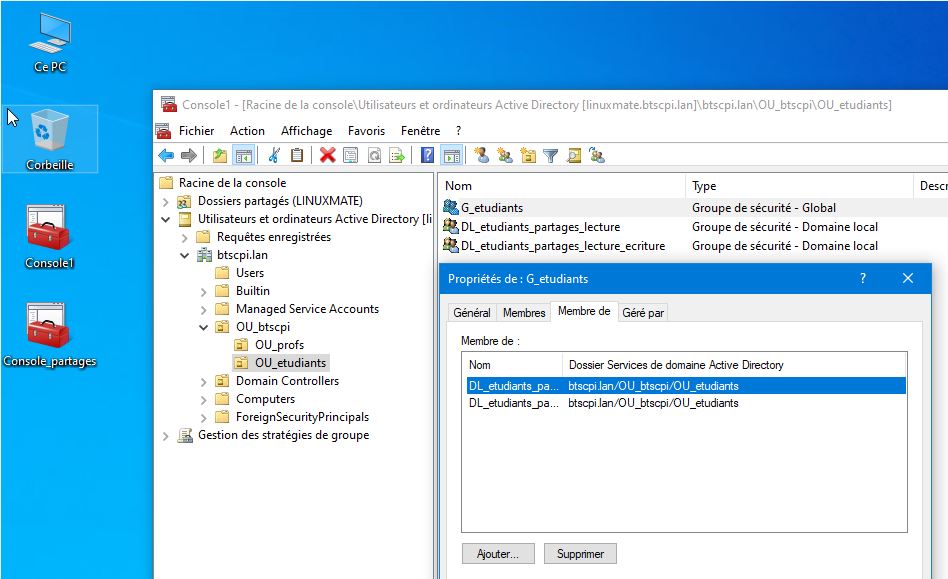 Ce PC
Corbeille
Console1
Console_partages
Console1 - [Racine de la console\Utilisateurs et ordinateurs Active Directory [linuxmate.btscpi.lan]\btscpi.lan\OU_btscpi\OU_etudiants]
Fichier Action Affichage Favoris Fenêtre ?
Racine de la console
Dossiers partagés (LINUXMATE)
Utilisateurs et ordinateurs Active Directory [li
Requêtes enregistrées
btscpi.lan
Users
Builtin
Managed Service Accounts
OU_btscpi
OU_profs
OU_etudiants
Domain Controllers
Computers
ForeignSecurityPrincipals
Gestion des stratégies de groupe
Nom Type Descr
G_etudiants Groupe de sécurité - Global
DL_etudiants_partages_lecture Groupe de sécurité - Domaine local
DL_etudiants_partages_lecture_ecriture Groupe de sécurité - Domaine local
Propriétés de : G_etudiants ?
Général Membres Membre de Géré par
Membre de :
Nom Dossier Services de domaine Active Directory
DL_etudiants_pa... btscpi.lan/OU_btscpi/OU_etudiants
DL_etudiants_pa... btscpi.lan/OU_btscpi/OU_etudiants
Ajouter... Supprimer